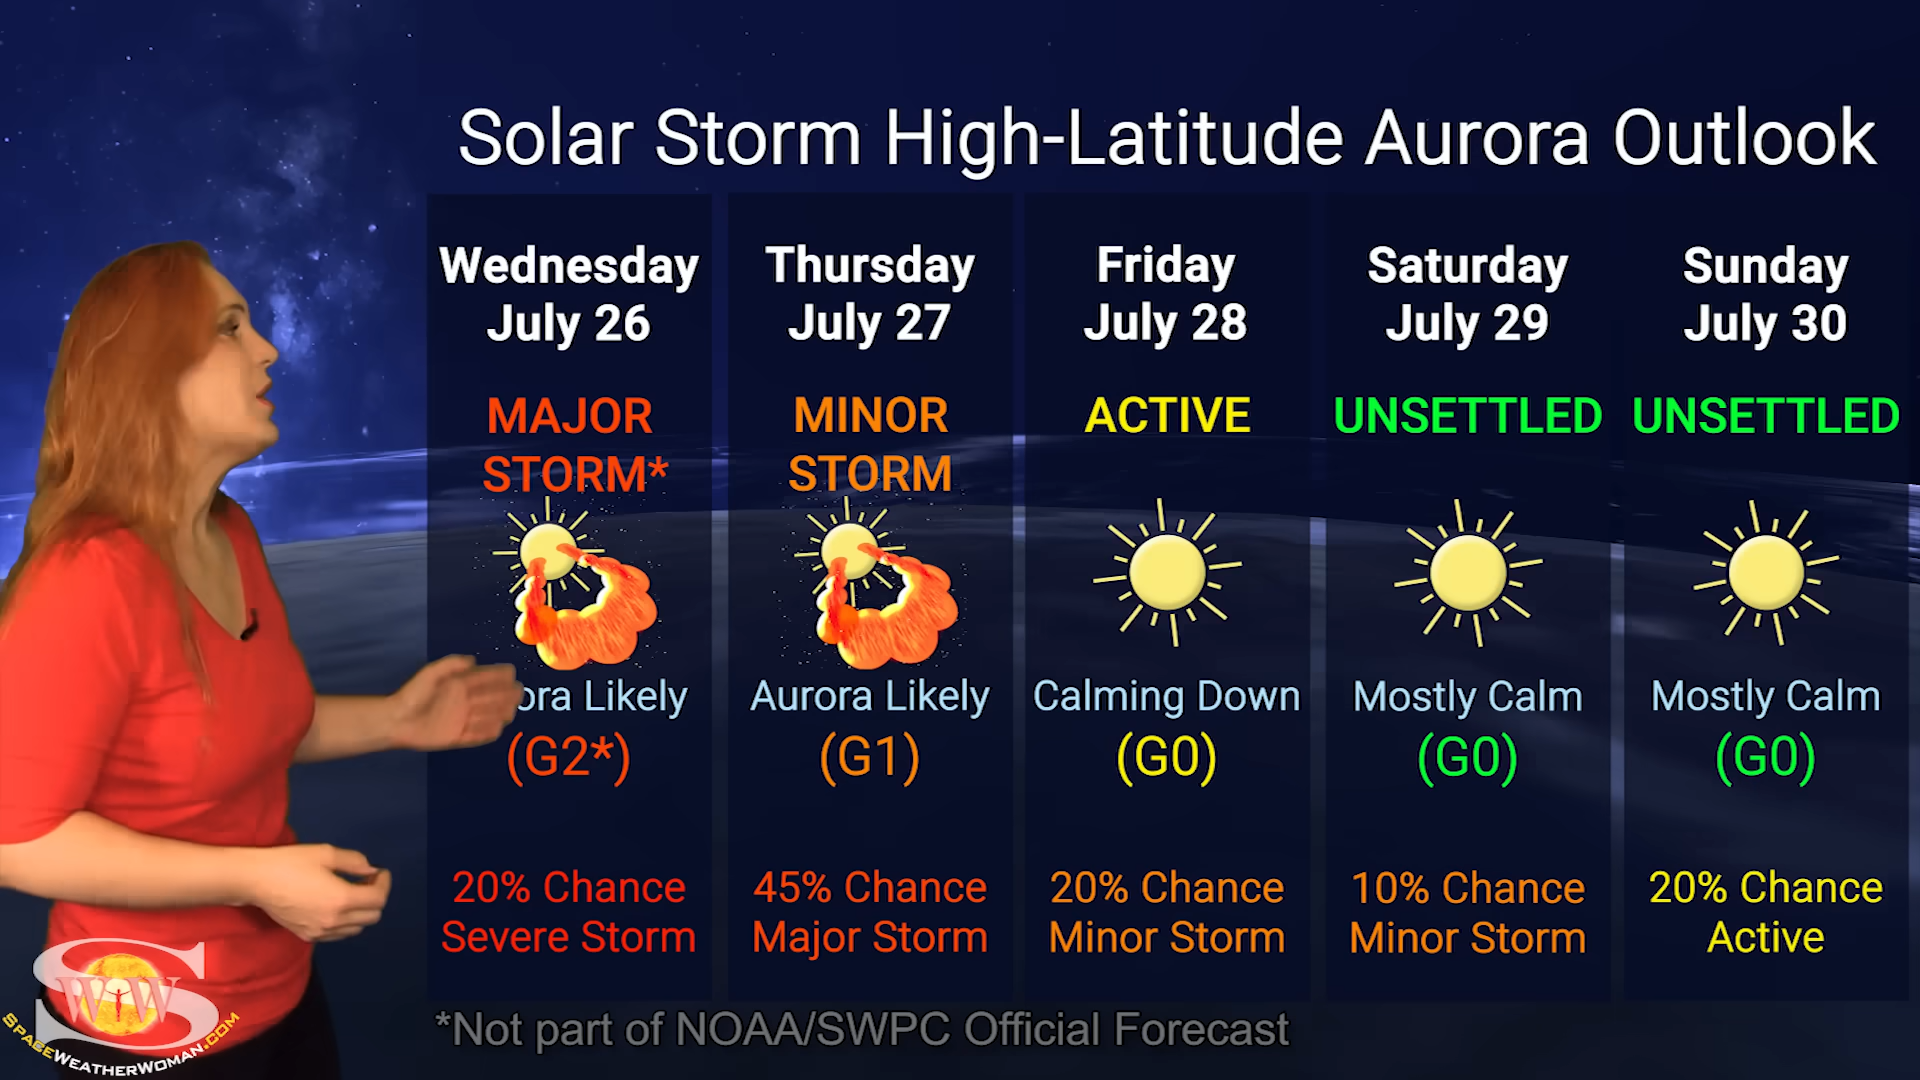 Solar Storm High-Latitude Aurora Outlook
Wednesday
July 26
MAJOR
STORM*
Likely
(G2*)
20% Chance
Severe Storm
Thursday
July 27
MINOR
STORM
Aurora Likely
(G1)
45% Chance
Major Storm
Friday
July 28
ACTIVE
Calming Down
(G0)
20% Chance
Minor Storm
Saturday
July 29
UNSETTLED
Mostly Calm
(G0)
10% Chance
Minor Storm
Sunday
July 30
UNSETTLED
Mostly Calm
(G0)
20% Chance
Active
*Not part of NOAA/SWPC Official Forecast
SWW
SPACEWEATHERWOMAN.COM